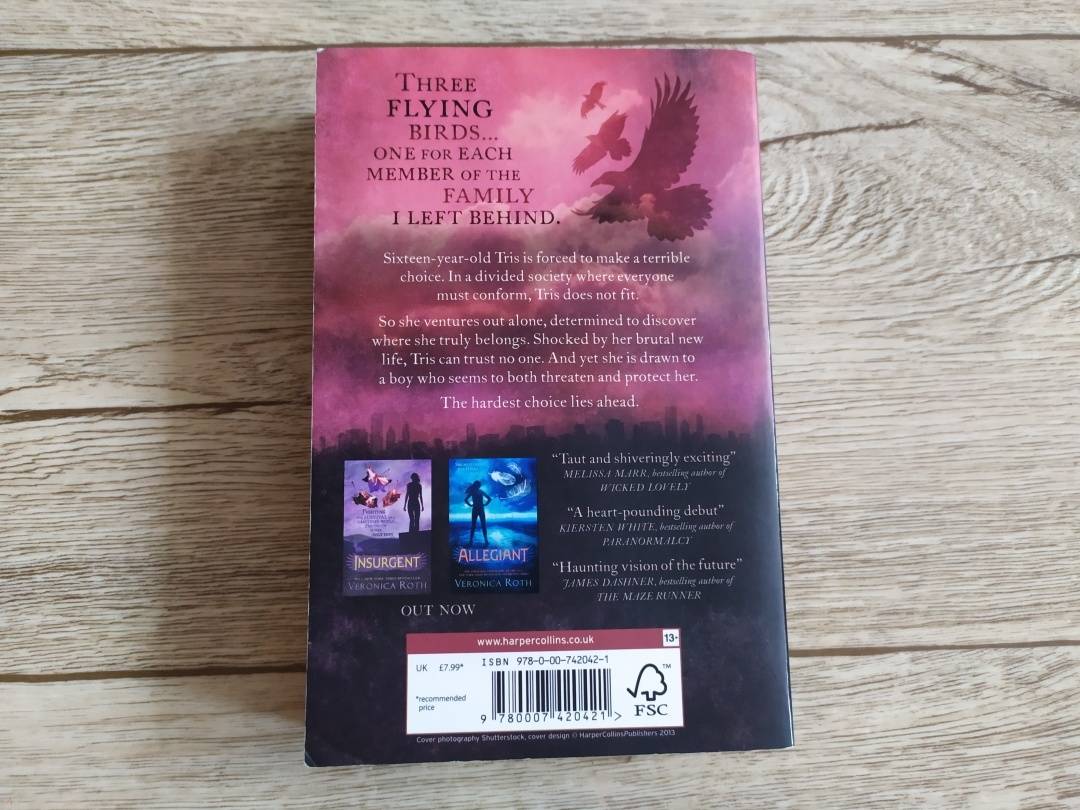 THREE
FLYING
BIRDS...
ONE FOR EACH
MEMBER OF THE
FAMILY
I LEFT BEHIND.
Sixteen-year-old Tris is forced to make a terrible
choice. In a divided society where everyone
must conform, Tris does not fit.
So she ventures out alone, determined to discover
where she truly belongs. Shocked by her brutal new
life, Tris can trust no one. And yet she is drawn to
a boy who seems to both threaten and protect her.
The hardest choice lies ahead.
INSURGENT
VERONICA ROTH
ALLEGIANT
VERONICA ROTH
OUT NOW
“Taut and shiveringly exciting”
MELISSA MARR, bestselling author of
WICKED LOVELY
“A heart-pounding debut”
KIERSTEN WHITE, bestselling author of
PARANORMALCY
“Haunting vision of the future”
JAMES DASHNER, bestselling author of
THE MAZE RUNNER
www.harpercollins.co.uk
13+
UK £7.99*
*recommended
price
ISBN 978-0-00-742042-1
9 780007 420421 >
FSC
™
Cover photography Shutterstock, cover design © HarperCollinsPublishers 2013